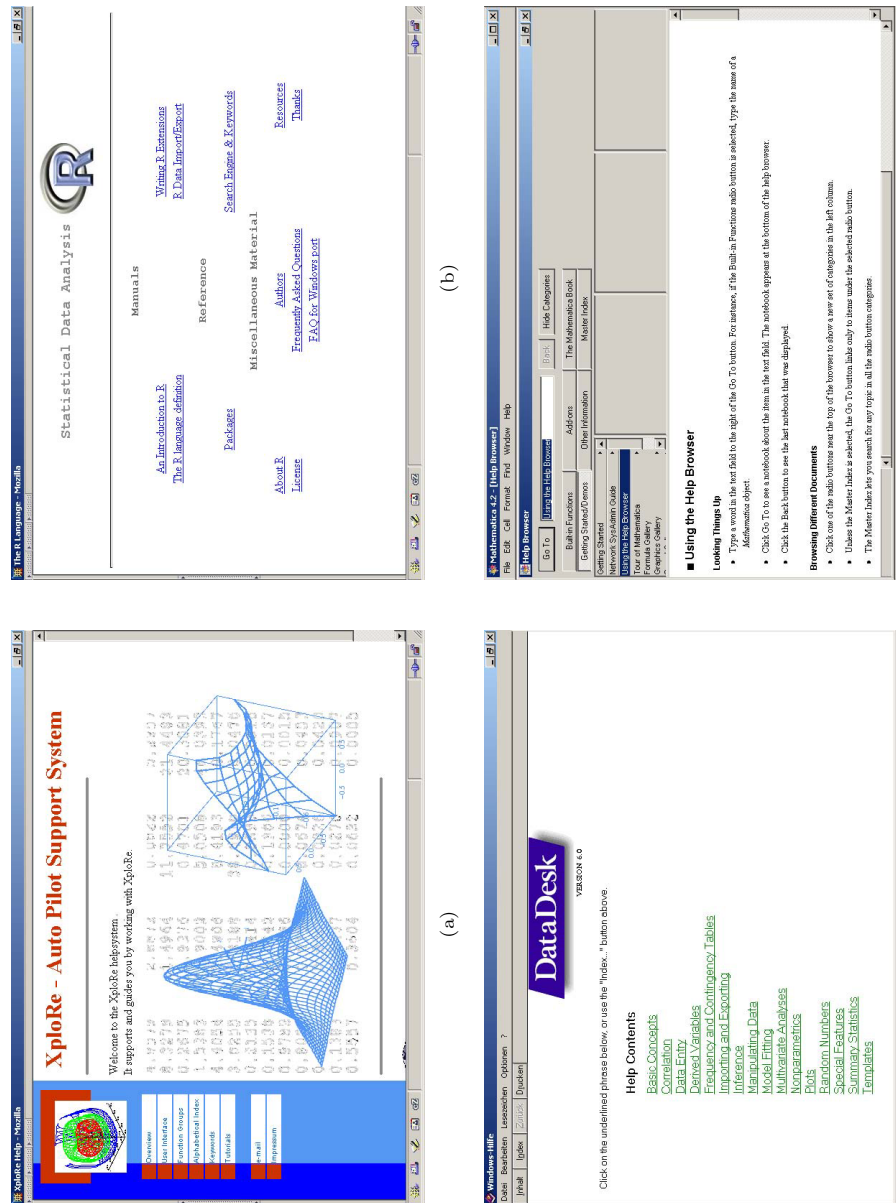 XploRe Help - Mozilla
Overview
User Interface
Function Groups
Alphabetical Index
Keywords
Tutorials
e-mail
Impressum
XploRe - Auto Pilot Support System
Welcome to the XploRe helpsystem .
It supports and guides you by working with XploRe.
(a)
The R Language - Mozilla
Statistical Data Analysis
R
Manuals
An Introduction to R
Writing R Extensions
The R language definition
R Data Import/Export
Reference
Packages
Search Engine & Keywords
Miscellaneous Material
About R
Authors
Resources
License
Frequently Asked Questions
Thanks
FAQ for Windows port
(b)
Windows-Hilfe
Datei Bearbeiten Lesezeichen Optionen ?
Inhalt Index Zurück Drucken
DataDesk
VERSION 6.0
Click on the underlined phrase below, or use the "Index..." button above.
Help Contents
Basic Concepts
Correlation
Data Entry
Derived Variables
Frequency and Contingency Tables
Importing and Exporting
Inference
Manipulating Data
Model Fitting
Multivariate Analyses
Nonparametrics
Plots
Random Numbers
Special Features
Summary Statistics
Templates
Mathematica 4.2 - [Help Browser]
File Edit Cell Format Find Window Help
Help Browser
Go To Using the Help Browser Back Hide Categories
Built-in Functions Add-ons The Mathematica Book
Getting Started/Demos Other Information Master Index
Getting Started
Network SysAdmin Guide
Using the Help Browser
Tour of Mathematica
Formula Gallery
Graphics Gallery
■ Using the Help Browser
Looking Things Up
• Type a word in the text field to the right of the Go To button. For instance, if the Built-in Functions radio button is selected, type the name of a
Mathematica object.
• Click Go To to see a notebook about the item in the text field. The notebook appears at the bottom of the help browser.
• Click the Back button to see the last notebook that was displayed.
Browsing Different Documents
• Click one of the radio buttons near the top of the browser to show a new set of categories in the left column.
• Unless the Master Index is selected, the Go To button links only to items under the selected radio button.
• The Master Index lets you search for any topic in all the radio button categories.